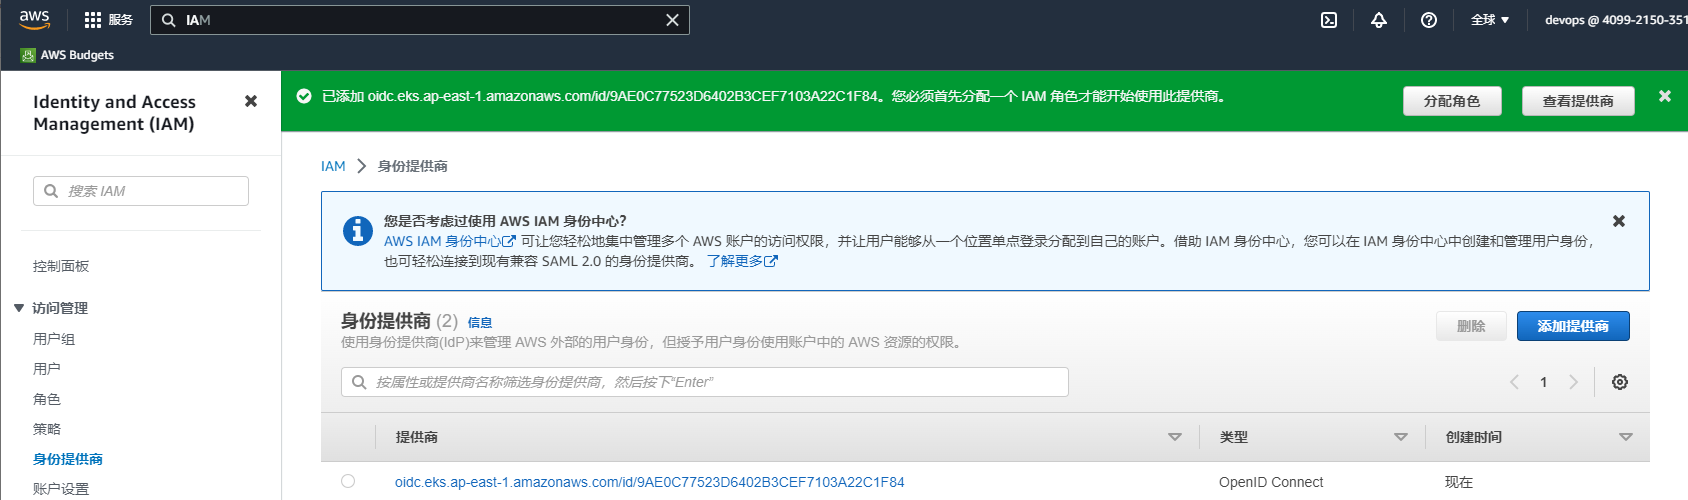 aws
服务
IAM
全球
devops @ 4099-2150-351
AWS Budgets
Identity and Access
Management (IAM)
已添加 oidc.eks.ap-east-1.amazonaws.com/id/9AE0C77523D6402B3CEF7103A22C1F84。您必须首先分配一个 IAM 角色才能开始使用此提供商。
分配角色
查看提供商
搜索 IAM
控制面板
访问管理
用户组
用户
角色
策略
身份提供商
账户设置
IAM
身份提供商
您是否考虑过使用 AWS IAM 身份中心？
AWS IAM 身份中心 可让您轻松地集中管理多个 AWS 账户的访问权限，并让用户能够从一个位置单点登录分配到自己的账户。借助 IAM 身份中心，您可以在 IAM 身份中心中创建和管理用户身份，
也可轻松连接到现有兼容 SAML 2.0 的身份提供商。 了解更多
身份提供商 (2) 信息
使用身份提供商(IdP)来管理 AWS 外部的用户身份，但授予用户身份使用账户中的 AWS 资源的权限。
删除
添加提供商
按属性或提供商名称筛选身份提供商，然后按下“Enter”
1
提供商
类型
创建时间
oidc.eks.ap-east-1.amazonaws.com/id/9AE0C77523D6402B3CEF7103A22C1F84
OpenID Connect
现在